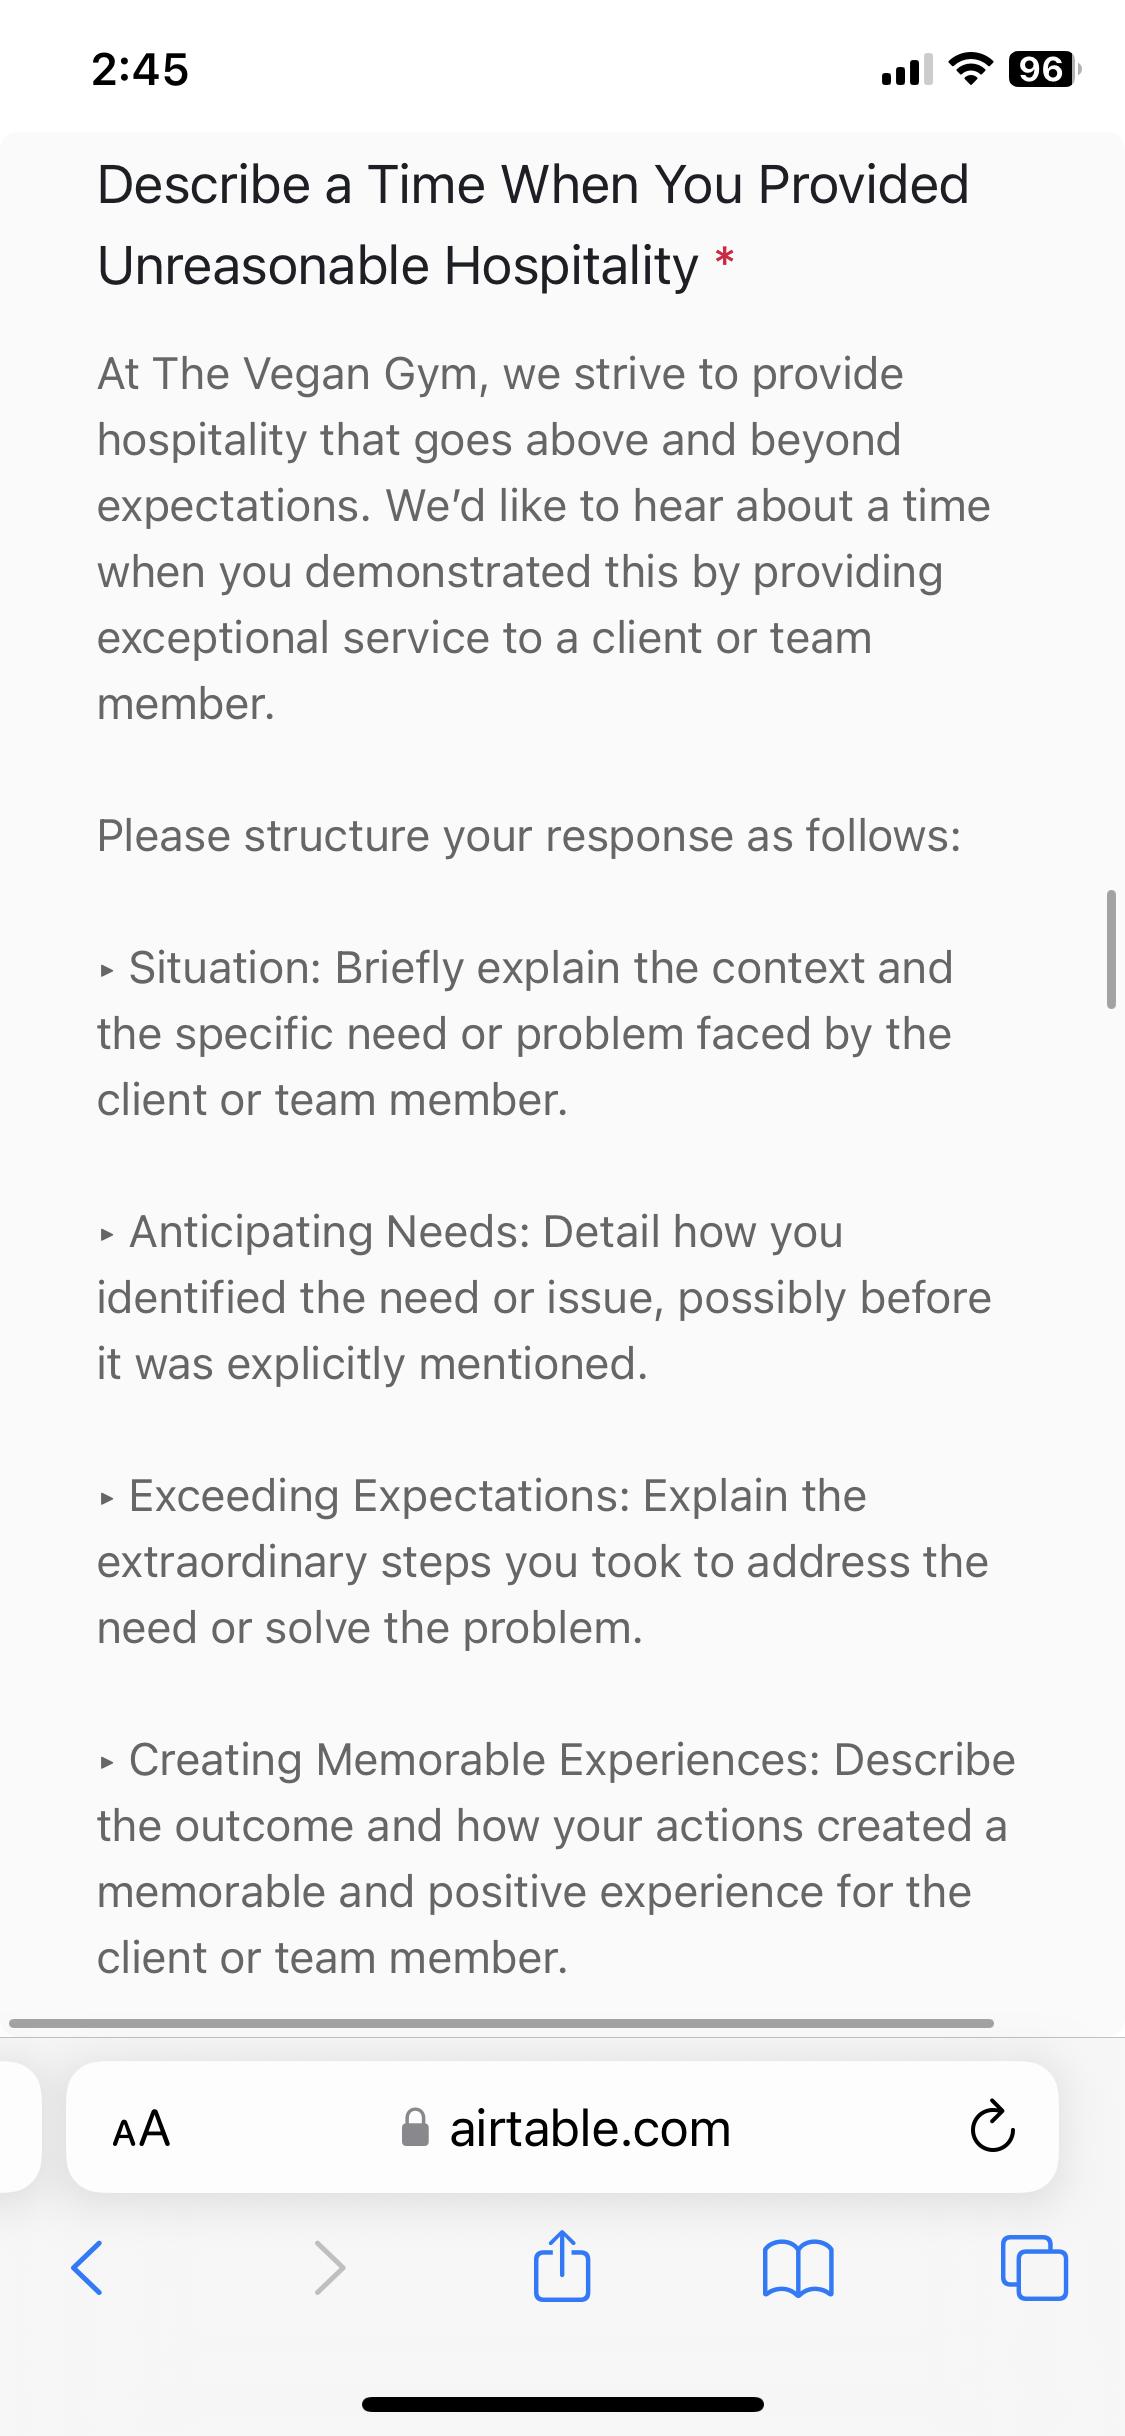 2:45
96
Describe a Time When You Provided
Unreasonable Hospitality *
At The Vegan Gym, we strive to provide
hospitality that goes above and beyond
expectations. We’d like to hear about a time
when you demonstrated this by providing
exceptional service to a client or team
member.
Please structure your response as follows:
▸ Situation: Briefly explain the context and
the specific need or problem faced by the
client or team member.
▸ Anticipating Needs: Detail how you
identified the need or issue, possibly before
it was explicitly mentioned.
▸ Exceeding Expectations: Explain the
extraordinary steps you took to address the
need or solve the problem.
▸ Creating Memorable Experiences: Describe
the outcome and how your actions created a
memorable and positive experience for the
client or team member.
AA airtable.com